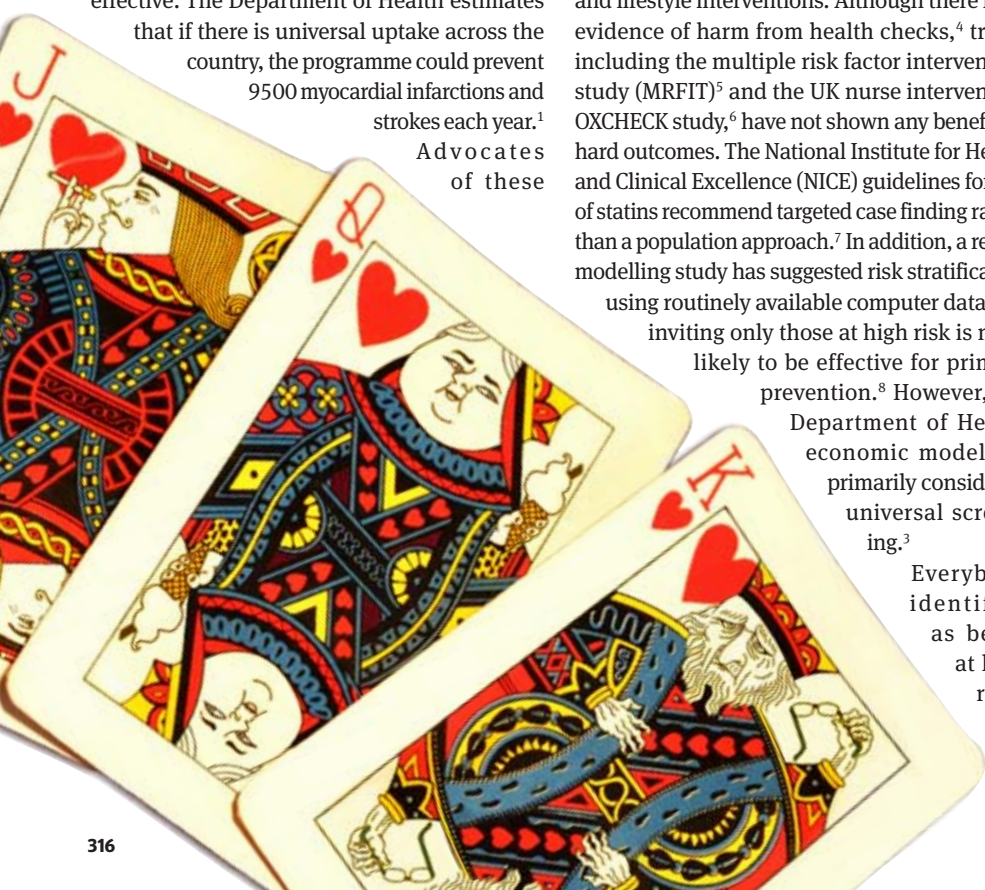 effective. The Department of Health estimates
that if there is universal uptake across the
country, the programme could prevent
9500 myocardial infarctions and
strokes each year.¹
Advocates
of these
and lifestyle interventions. Although there
evidence of harm from health checks,⁴ tr
including the multiple risk factor interven
study (MRFIT)⁵ and the UK nurse interven
OXCHECK study,⁶ have not shown any benef
hard outcomes. The National Institute for He
and Clinical Excellence (NICE) guidelines for
of statins recommend targeted case finding ra
than a population approach.⁷ In addition, a re
modelling study has suggested risk stratifica
using routinely available computer data
inviting only those at high risk is
likely to be effective for prim
prevention.⁸ However,
Department of He
economic model
primarily consid
universal scre
ing.³
Everyb
identif
as be
at
J
Q
K
316